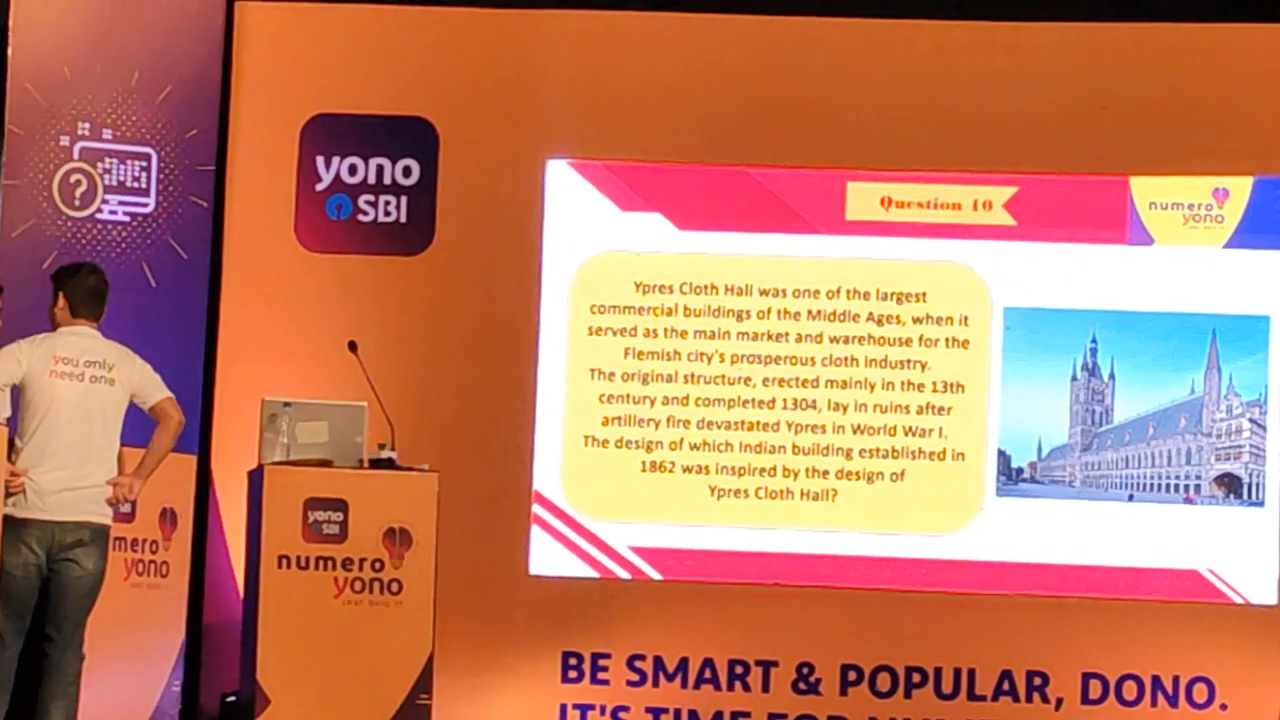 yono
SBI
Question 10
numero
yono
Ypres Cloth Hall was one of the largest
commercial buildings of the Middle Ages, when it
served as the main market and warehouse for the
Flemish city's prosperous cloth industry.
The original structure, erected mainly in the 13th
century and completed 1304, lay in ruins after
artillery fire devastated Ypres in World War I.
The design of which Indian building established in
1862 was inspired by the design of
Ypres Cloth Hall?
you only
need one
yono
SBI
numero
yono
mero
yono
BE SMART & POPULAR, DONO.
IT'S TIME FOR